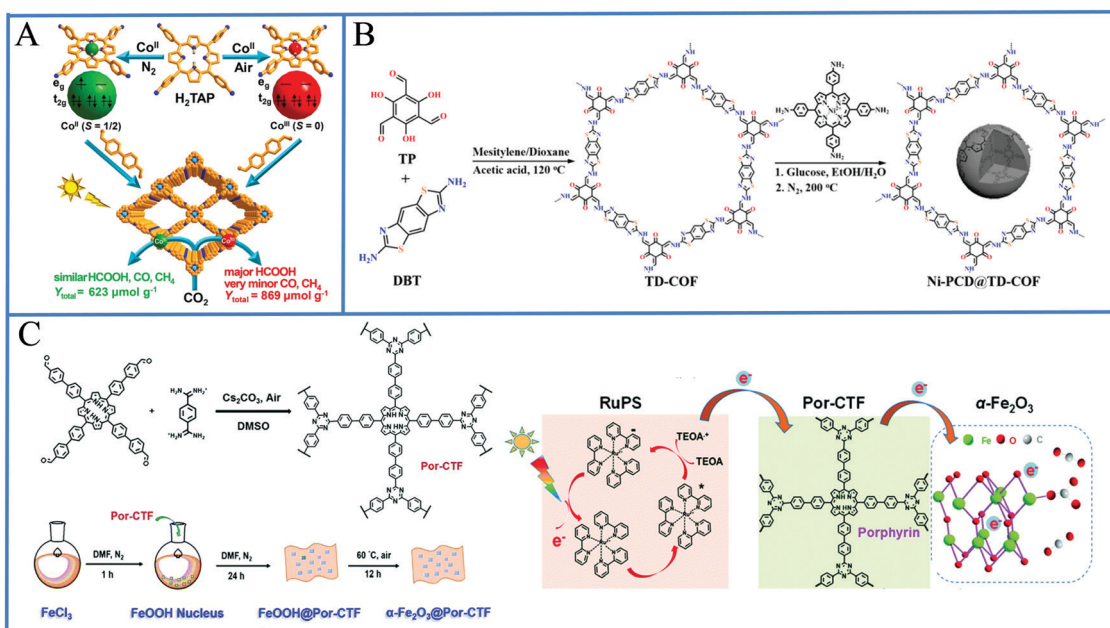 A
Co^II
N₂
Co^II
Air
H₂TAP
e_g
t_2g
Co^II (S = 1/2)
e_g
t_2g
Co^III (S = 0)
similar HCOOH, CO, CH₄
Y_total = 623 μmol g⁻¹
CO₂
major HCOOH
very minor CO, CH₄
Y_total = 869 μmol g⁻¹
B
TP
+
DBT
Mesitylene/Dioxane
Acetic acid, 120 °C
TD-COF
1. Glucose, EtOH/H₂O
2. N₂, 200 °C
Ni-PCD@TD-COF
C
+
Cs₂CO₃, Air
DMSO
Por-CTF
Por-CTF
DMF, N₂
1 h
DMF, N₂
24 h
60 °C, air
12 h
FeCl₃
FeOOH Nucleus
FeOOH@Por-CTF
α-Fe₂O₃@Por-CTF
RuPS
TEOA·⁺
TEOA
e⁻
e⁻
Por-CTF
Porphyrin
e⁻
α-Fe₂O₃
Fe O C
e⁻
e⁻